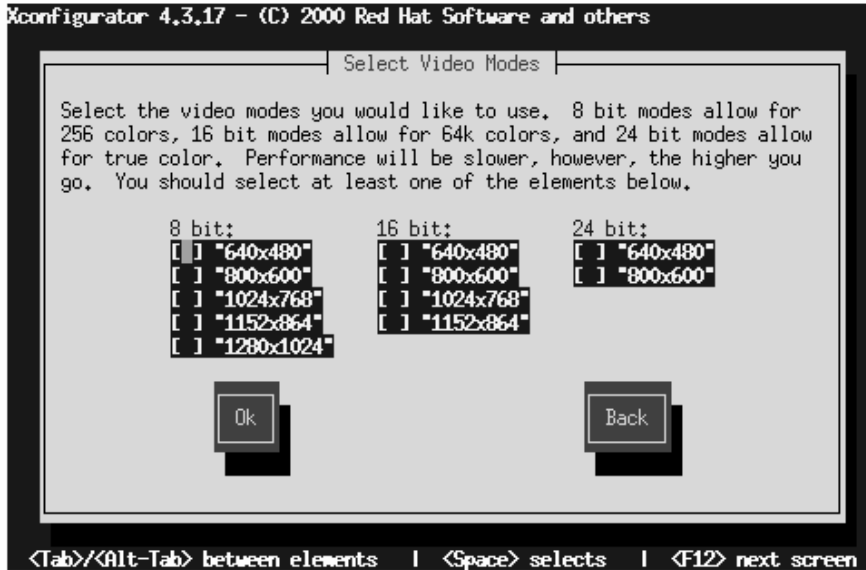 Xconfigurator 4.3.17 - (C) 2000 Red Hat Software and others
Select Video Modes
Select the video modes you would like to use.  8 bit modes allow for
256 colors, 16 bit modes allow for 64k colors, and 24 bit modes allow
for true color.  Performance will be slower, however, the higher you
go.  You should select at least one of the elements below.
8 bit: 16 bit: 24 bit:
[ ] "640x480" [ ] "640x480" [ ] "640x480"
[ ] "800x600" [ ] "800x600" [ ] "800x600"
[ ] "1024x768" [ ] "1024x768"
[ ] "1152x864" [ ] "1152x864"
[ ] "1280x1024"
Ok Back
<Tab>/<Alt-Tab> between elements | <Space> selects | <F12> next screen